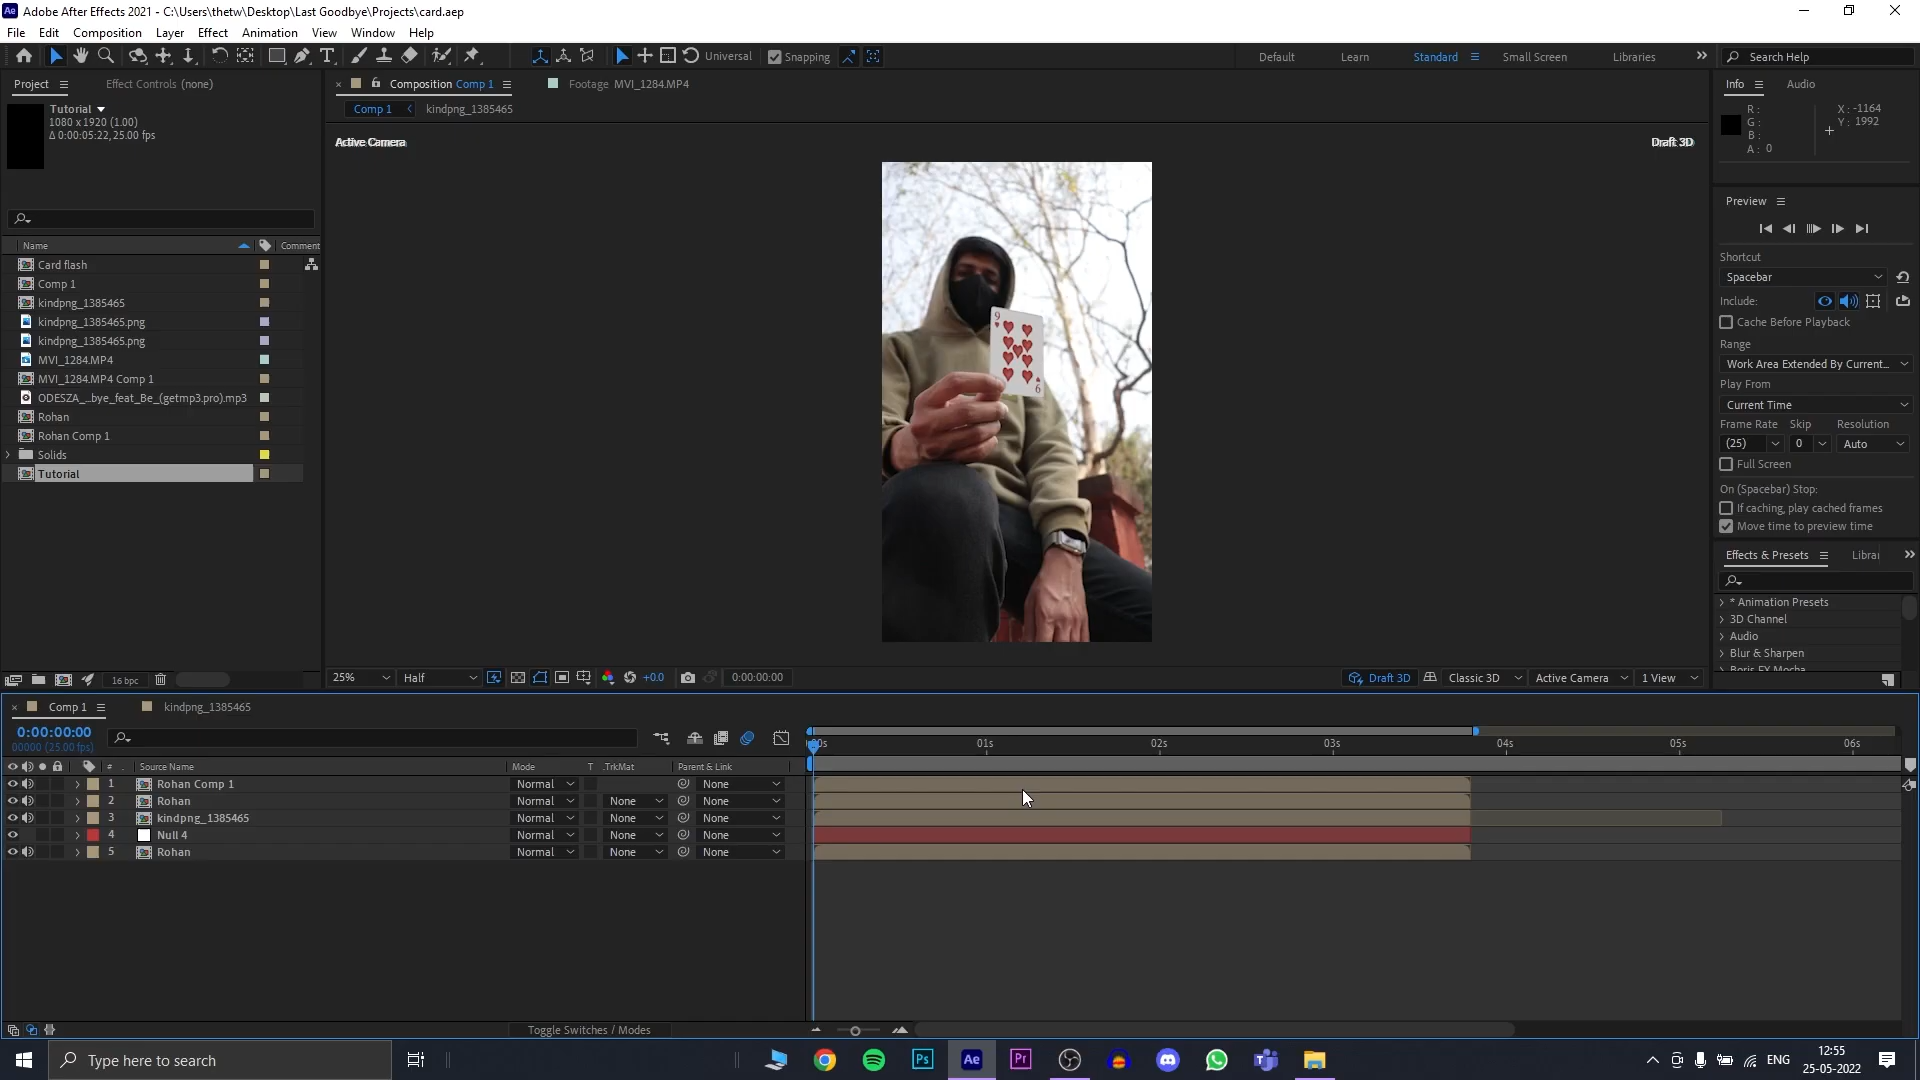 Adobe After Effects 2021 - C:\Users\thetw\Desktop\Last Goodbye\Projects\card.aep
File Edit Composition Layer Effect Animation View Window Help
Universal Snapping Default Learn Standard Small Screen Libraries Search Help
Project Effect Controls (none)
Tutorial
1080 x 1920 (1.00)
Δ 0:00:05:22, 25.00 fps
Name Comment
Card flash
Comp 1
kindpng_1385465
kindpng_1385465.png
kindpng_1385465.png
MVI_1284.MP4
MVI_1284.MP4 Comp 1
ODESZA_...bye_feat_Be_(getmp3.pro).mp3
Rohan
Rohan Comp 1
Solids
Tutorial
16 bpc
Composition Comp 1 Footage MVI_1284.MP4
Comp 1 kindpng_1385465
Active Camera Draft 3D
9
9
25% Half +0.0 0:00:00:00 Draft 3D Classic 3D Active Camera 1 View
Info Audio
R :
G :
B :
A : 0
X : -1164
Y : 1992
Preview
Shortcut
Spacebar
Include:
Cache Before Playback
Range
Work Area Extended By Current...
Play From
Current Time
Frame Rate Skip Resolution
(25) 0 Auto
Full Screen
On (Spacebar) Stop:
If caching, play cached frames
Move time to preview time
Effects & Presets Librar
* Animation Presets
3D Channel
Audio
Blur & Sharpen
Boris FX Mocha
Comp 1 kindpng_1385465
0:00:00:00
00000 (25.00 fps)
00s 01s 02s 03s 04s 05s 06s
# Source Name Mode T .TrkMat Parent & Link
1 Rohan Comp 1 Normal None
2 Rohan Normal None None
3 kindpng_1385465 Normal None None
4 Null 4 Normal None None
5 Rohan Normal None None
Toggle Switches / Modes
Type here to search Ps Ae Pr ENG 12:55
25-05-2022